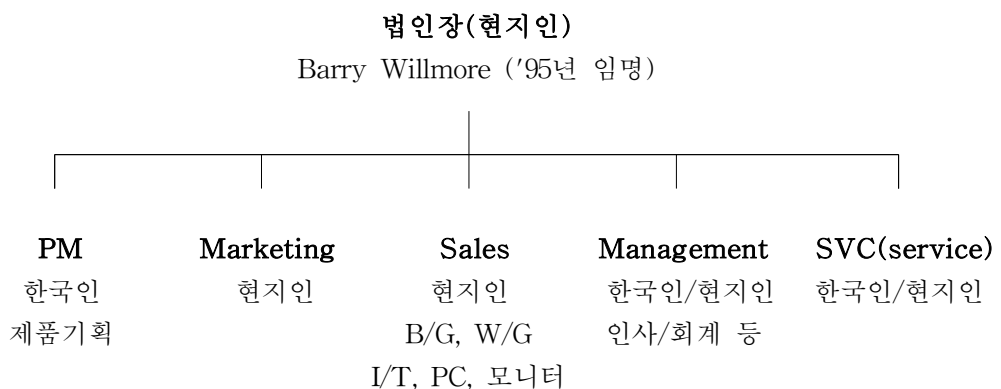 법인장(현지인)
Barry Willmore ('95년 임명)
PM Marketing Sales Management SVC(service)
한국인 현지인 현지인 한국인/현지인 한국인/현지인
제품기획 B/G, W/G 인사/회계 등
I/T, PC, 모니터